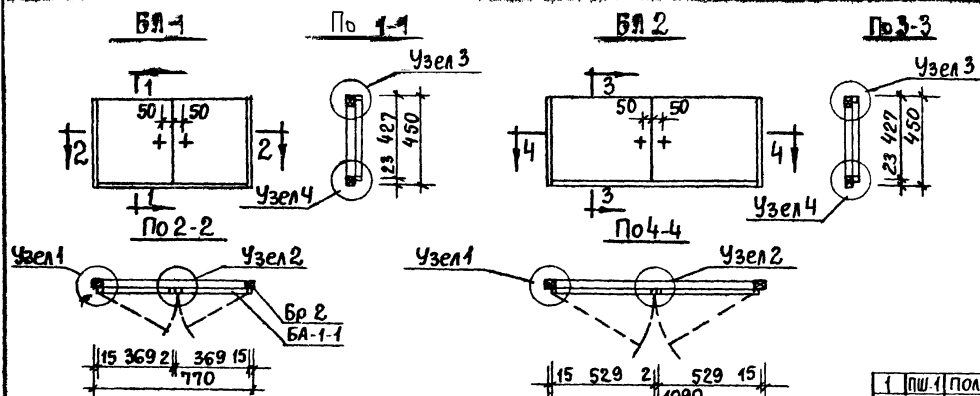 БЛ-1 По 1-1 БЛ 2 По 3-3
Узел 3 Узел 3
1 3
50 50 50 50
2 2 4 4
23 427 450 23 427 450
1 3
Узел 4 Узел 4
По 2-2 По 4-4
Узел 1 Узел 2 Узел 1 Узел 2
Бр 2
БА-1-1
15 369 2 369 15 15 529 2 529 15
770 1090
1 ПШ.1